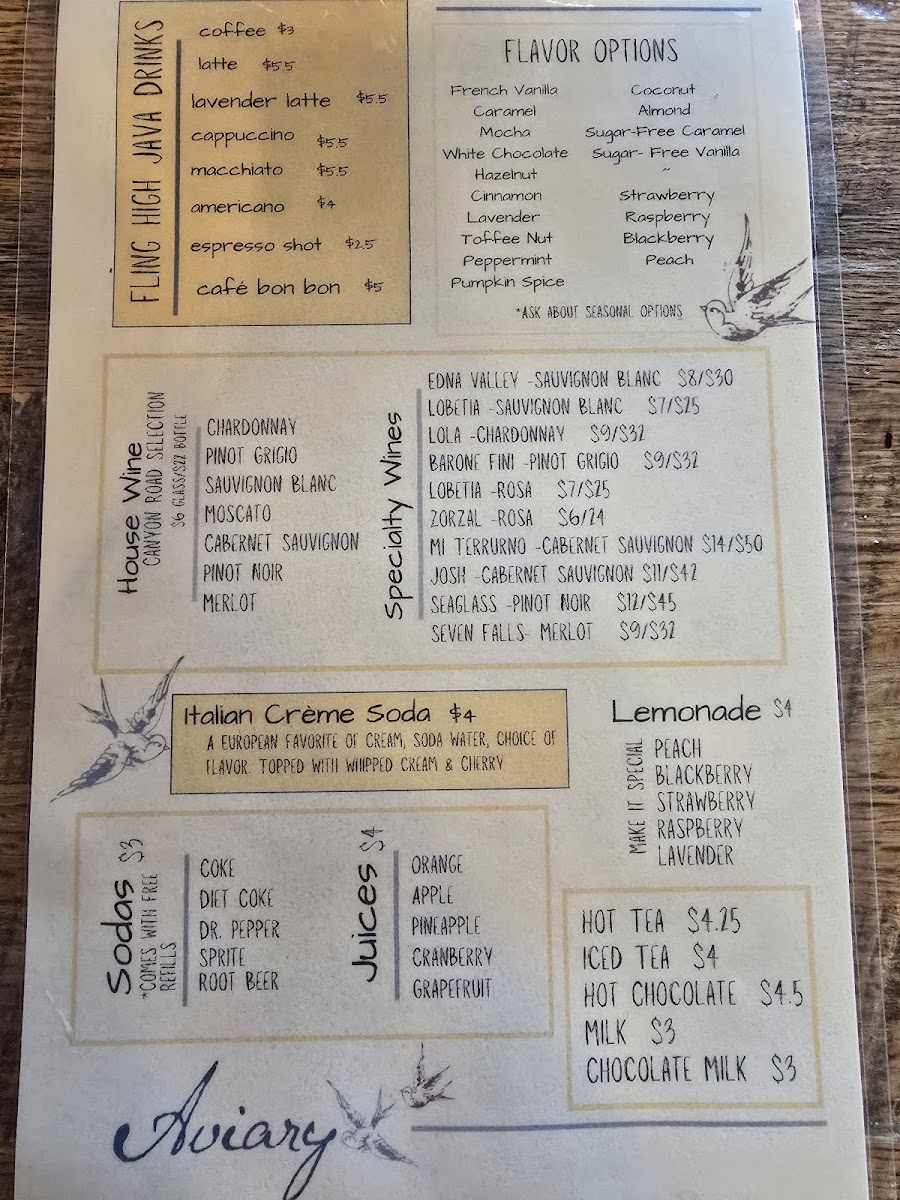 FLING HIGH JAVA DRINKS
coffee $3
latte $5.5
lavender latte $5.5
cappuccino $5.5
macchiato $5.5
americano $4
espresso shot $2.5
café bon bon $5
FLAVOR OPTIONS
French Vanilla
Caramel
Mocha
White Chocolate
Hazelnut
Cinnamon
Lavender
Toffee Nut
Peppermint
Pumpkin Spice
Coconut
Almond
Sugar-Free Caramel
Sugar- Free Vanilla
~
Strawberry
Raspberry
Blackberry
Peach
*ASK ABOUT SEASONAL OPTIONS
House Wine
CANYON ROAD SELECTION
$6 GLASS/$22 BOTTLE
CHARDONNAY
PINOT GRIGIO
SAUVIGNON BLANC
MOSCATO
CABERNET SAUVIGNON
PINOT NOIR
MERLOT
Specialty Wines
EDNA VALLEY -SAUVIGNON BLANC $8/$30
LOBETIA -SAUVIGNON BLANC $7/$25
LOLA -CHARDONNAY $9/$32
BARONE FINI -PINOT GRIGIO $9/$32
LOBETIA -ROSA $7/$25
ZORZAL -ROSA $6/24
MI TERRURNO -CABERNET SAUVIGNON $14/$50
JOSH -CABERNET SAUVIGNON $11/$42
SEAGLASS -PINOT NOIR $12/$45
SEVEN FALLS- MERLOT $9/$32
Italian Crème Soda $4
A EUROPEAN FAVORITE OF CREAM, SODA WATER, CHOICE OF
FLAVOR. TOPPED WITH WHIPPED CREAM & CHERRY
Lemonade $4
MAKE IT SPECIAL
PEACH
BLACKBERRY
STRAWBERRY
RASPBERRY
LAVENDER
Sodas $3
*COMES WITH FREE
REFILLS
COKE
DIET COKE
DR. PEPPER
SPRITE
ROOT BEER
Juices $4
ORANGE
APPLE
PINEAPPLE
CRANBERRY
GRAPEFRUIT
HOT TEA $4.25
ICED TEA $4
HOT CHOCOLATE $4.5
MILK $3
CHOCOLATE MILK $3
Aviary